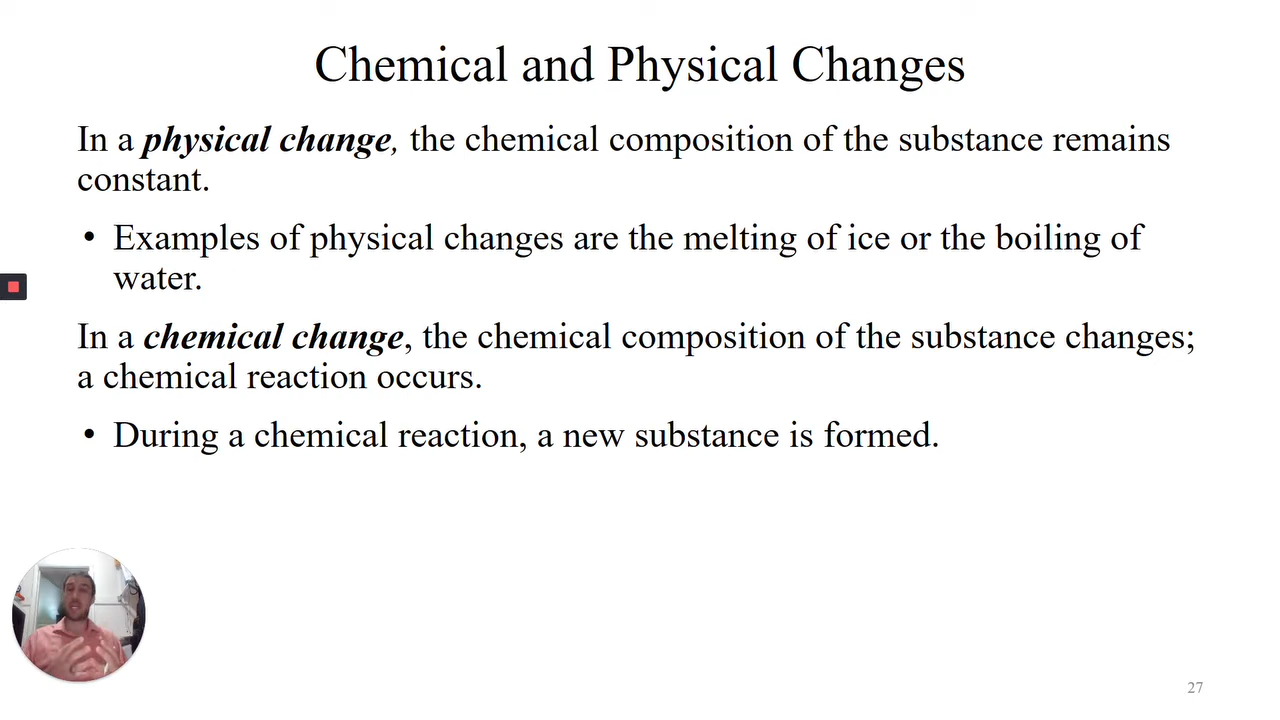 Chemical and Physical Changes
In a physical change, the chemical composition of the substance remains
constant.
• Examples of physical changes are the melting of ice or the boiling of
water.
In a chemical change, the chemical composition of the substance changes;
a chemical reaction occurs.
• During a chemical reaction, a new substance is formed.
27